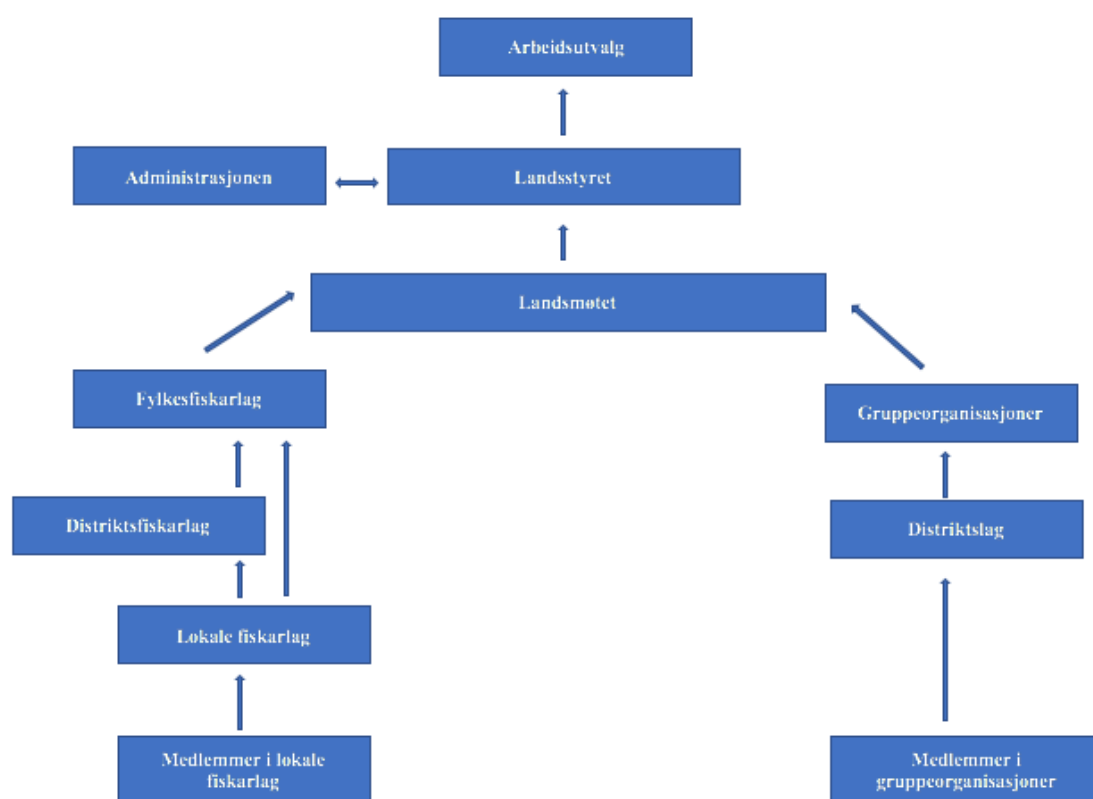 Arbeidsutvalg
Administrasjonen
Landsstyret
Landsmøtet
Fylkesfiskarlag
Gruppeorganisasjoner
Distriktsfiskarlag
Distriktslag
Lokale fiskarlag
Medlemmer i lokale
fiskarlag
Medlemmer i
gruppeorganisasjoner